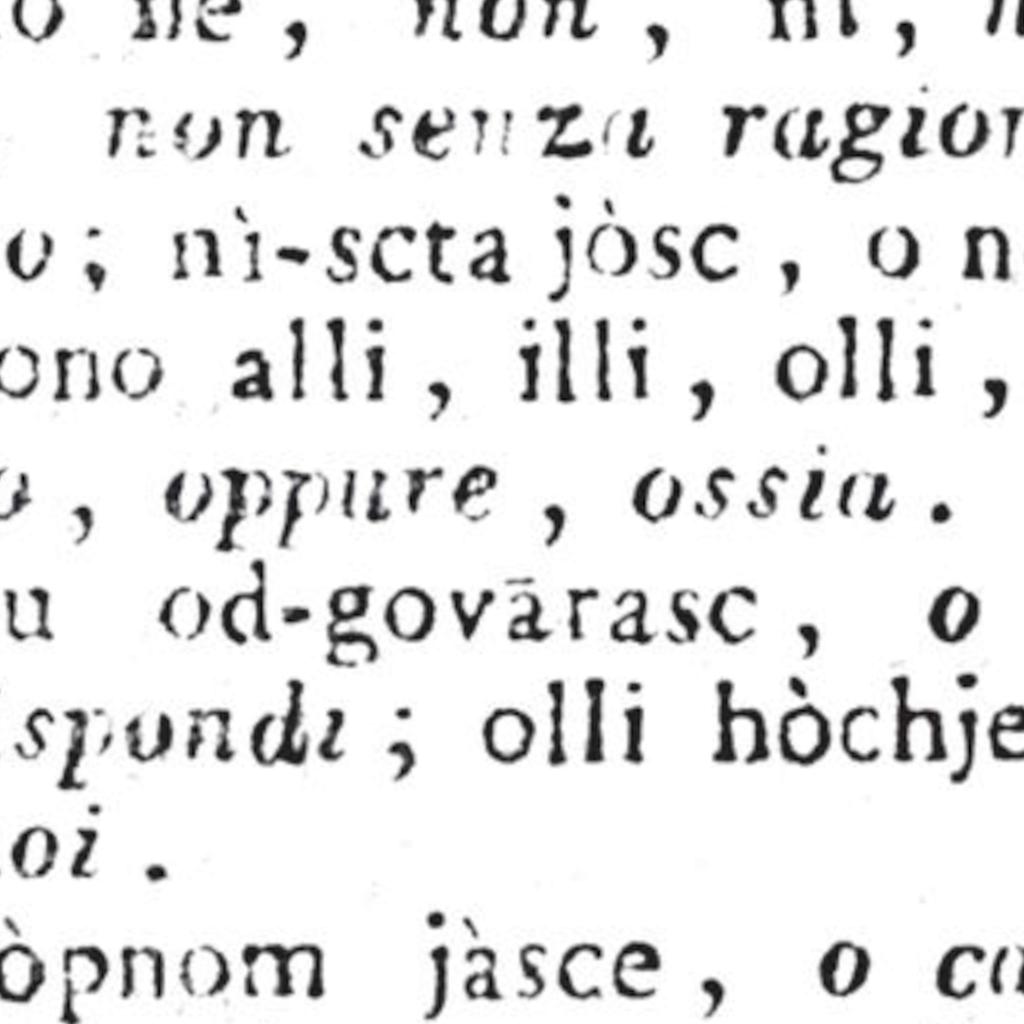 o ne, non, ni,
non senza ragion
o; nì-scta jòsc, o n
ono alli, illi, olli,
o, oppure, ossia.
u od-govārasc, o
spondi; olli hòchje
oi.
òpnom jàsce, o ca